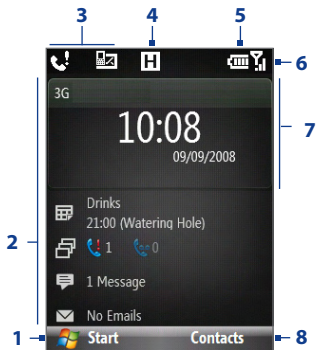 3 4 5
H
6
3G
7
10:08
09/09/2008
Drinks
21:00 (Watering Hole)
2
1 0
1 Message
No Emails
1 Start Contacts 8